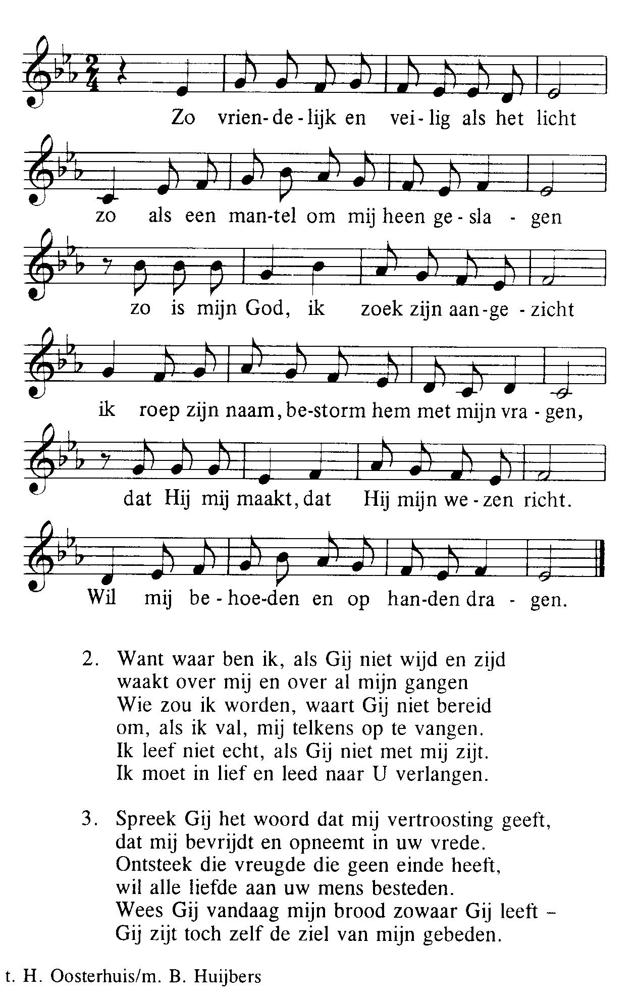 2/4
Zo vrien-de-lijk en vei-lig als het licht
zo als een man-tel om mij heen ge-sla - gen
zo is mijn God, ik zoek zijn aan-ge-zicht
ik roep zijn naam, be-storm hem met mijn vra-gen,
dat Hij mij maakt, dat Hij mijn we-zen richt.
Wil mij be-hoe-den en op han-den dra - gen.
2. Want waar ben ik, als Gij niet wijd en zijd
waakt over mij en over al mijn gangen
Wie zou ik worden, waart Gij niet bereid
om, als ik val, mij telkens op te vangen.
Ik leef niet echt, als Gij niet met mij zijt.
Ik moet in lief en leed naar U verlangen.
3. Spreek Gij het woord dat mij vertroosting geeft,
dat mij bevrijdt en opneemt in uw vrede.
Ontsteek die vreugde die geen einde heeft,
wil alle liefde aan uw mens besteden.
Wees Gij vandaag mijn brood zowaar Gij leeft –
Gij zijt toch zelf de ziel van mijn gebeden.
t. H. Oosterhuis/m. B. Huijbers